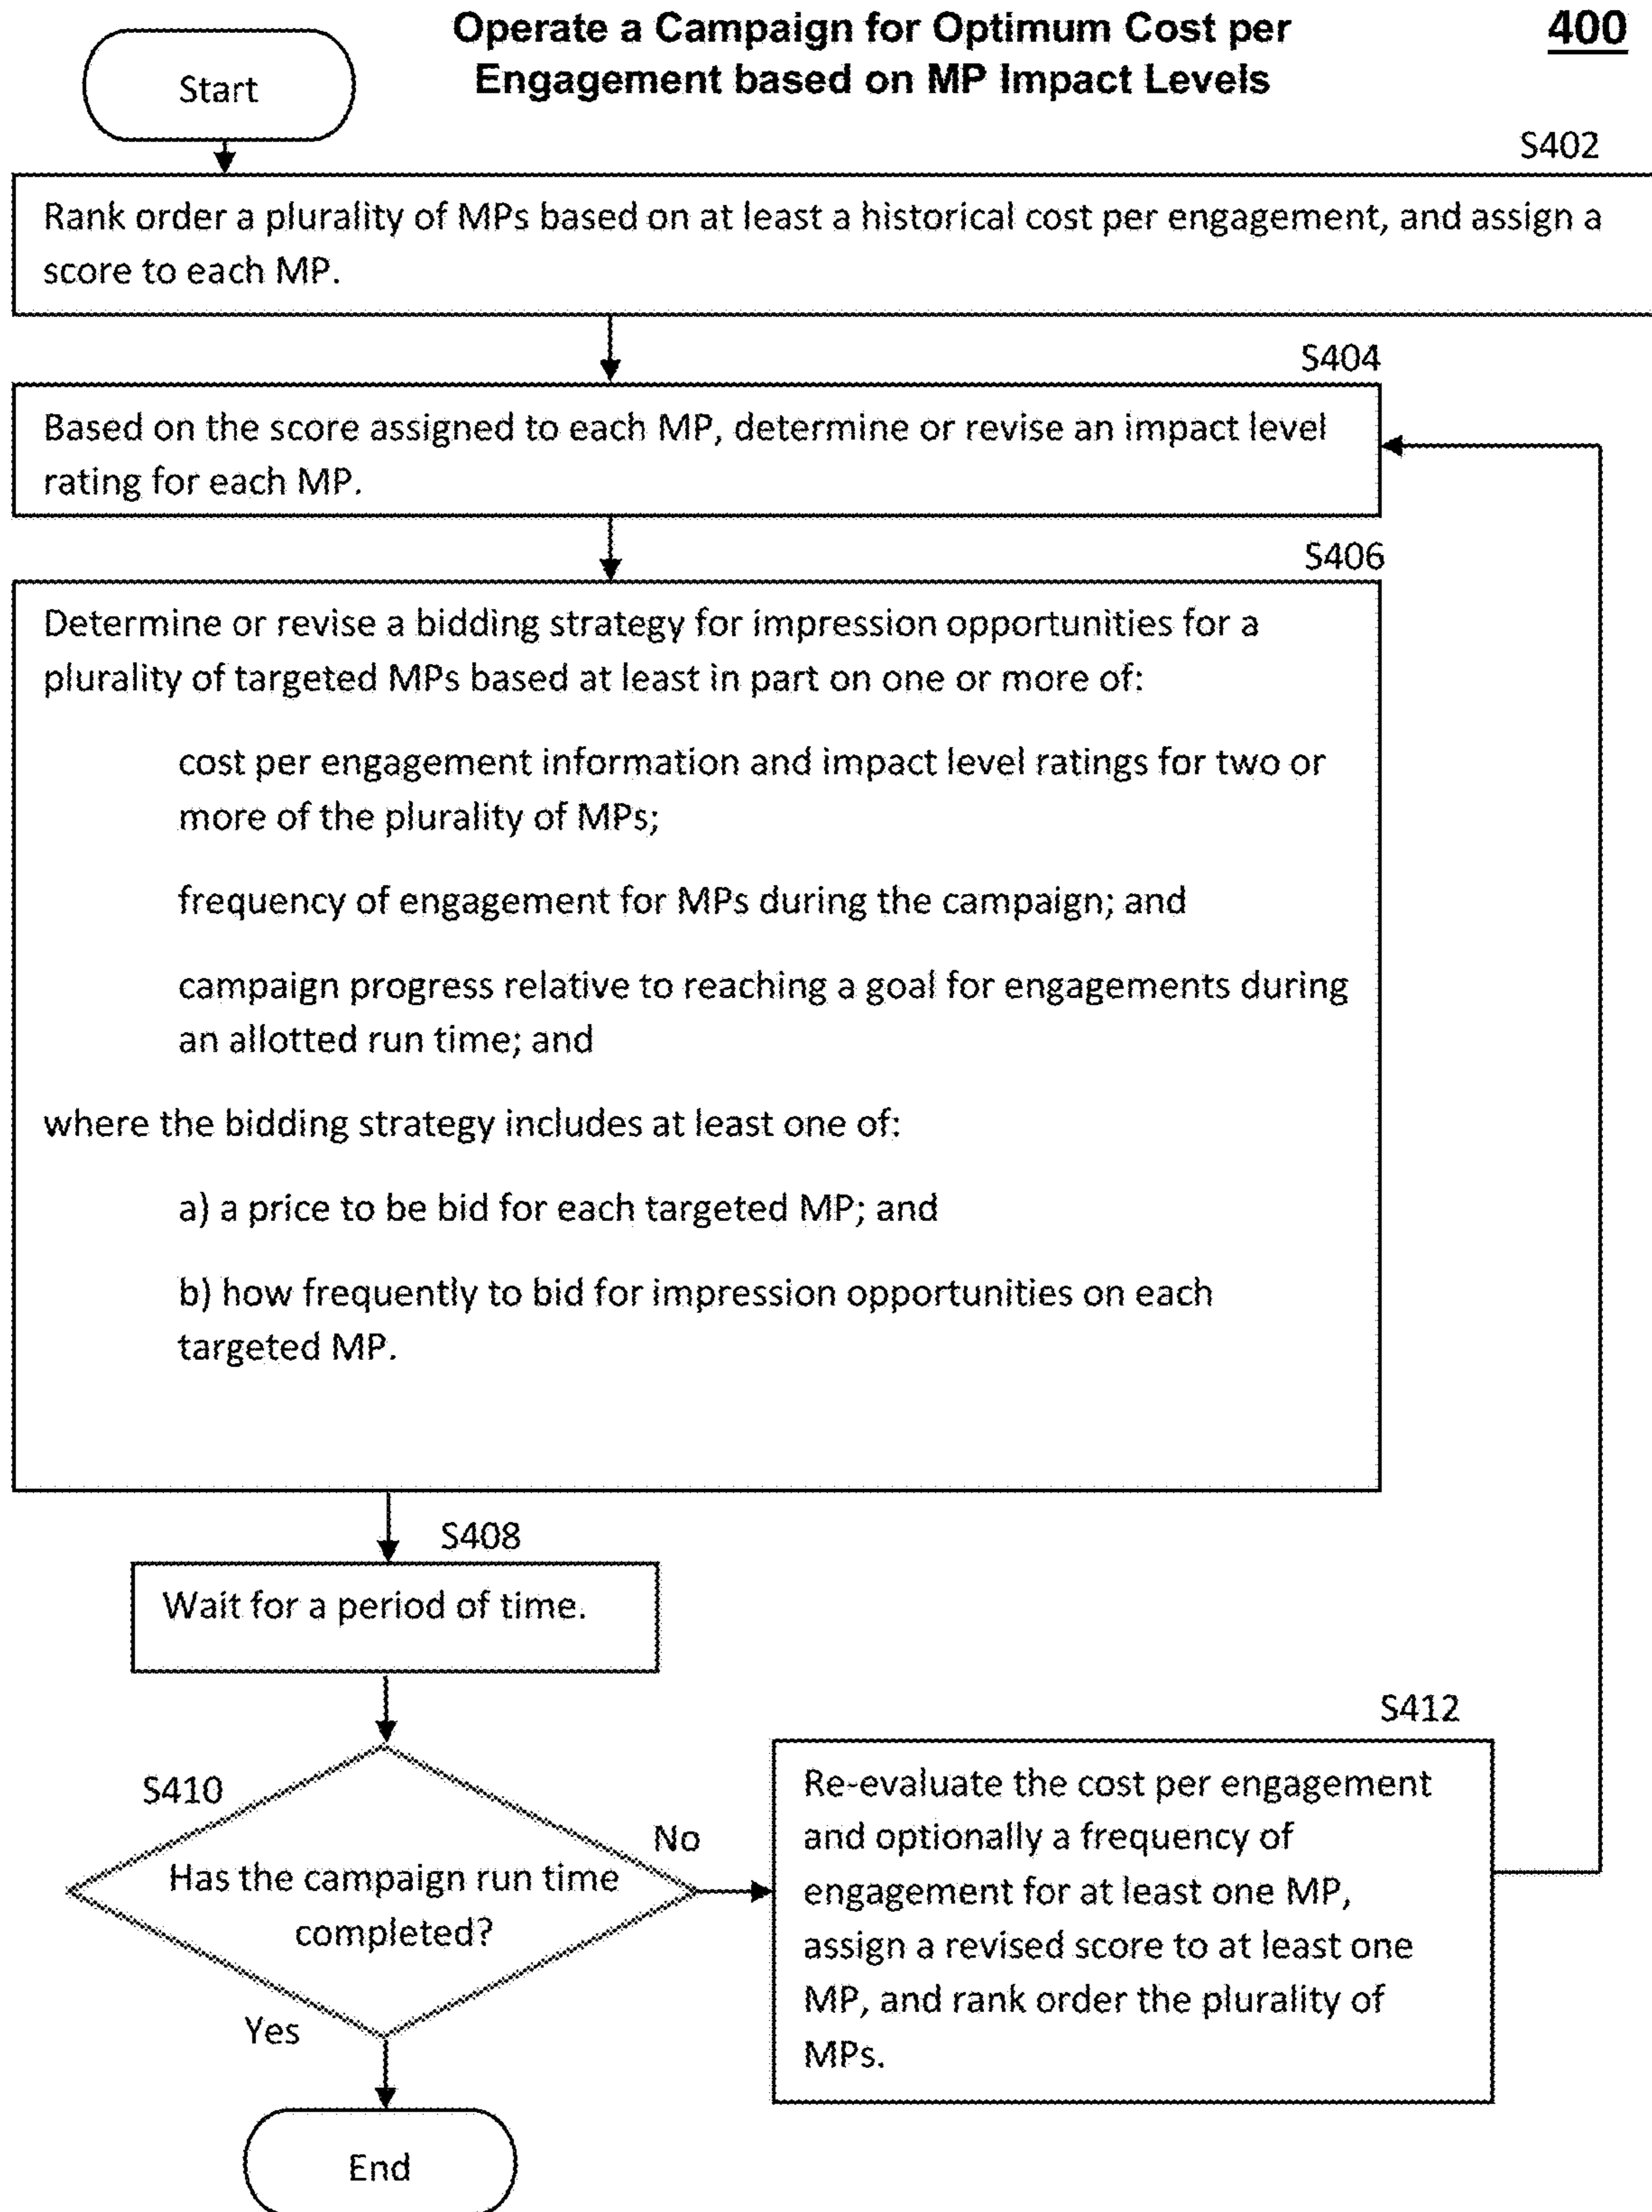 Operate a Campaign for Optimum Cost per
Engagement based on MP Impact Levels
400
Start
S402
Rank order a plurality of MPs based on at least a historical cost per engagement, and assign a
score to each MP.
S404
Based on the score assigned to each MP, determine or revise an impact level
rating for each MP.
S406
Determine or revise a bidding strategy for impression opportunities for a
plurality of targeted MPs based at least in part on one or more of:
cost per engagement information and impact level ratings for two or
more of the plurality of MPs;
frequency of engagement for MPs during the campaign; and
campaign progress relative to reaching a goal for engagements during
an allotted run time; and
where the bidding strategy includes at least one of:
a) a price to be bid for each targeted MP; and
b) how frequently to bid for impression opportunities on each
targeted MP.
S408
Wait for a period of time.
S410
Has the campaign run time
completed?
No
Yes
S412
Re-evaluate the cost per engagement
and optionally a frequency of
engagement for at least one MP,
assign a revised score to at least one
MP, and rank order the plurality of
MPs.
End